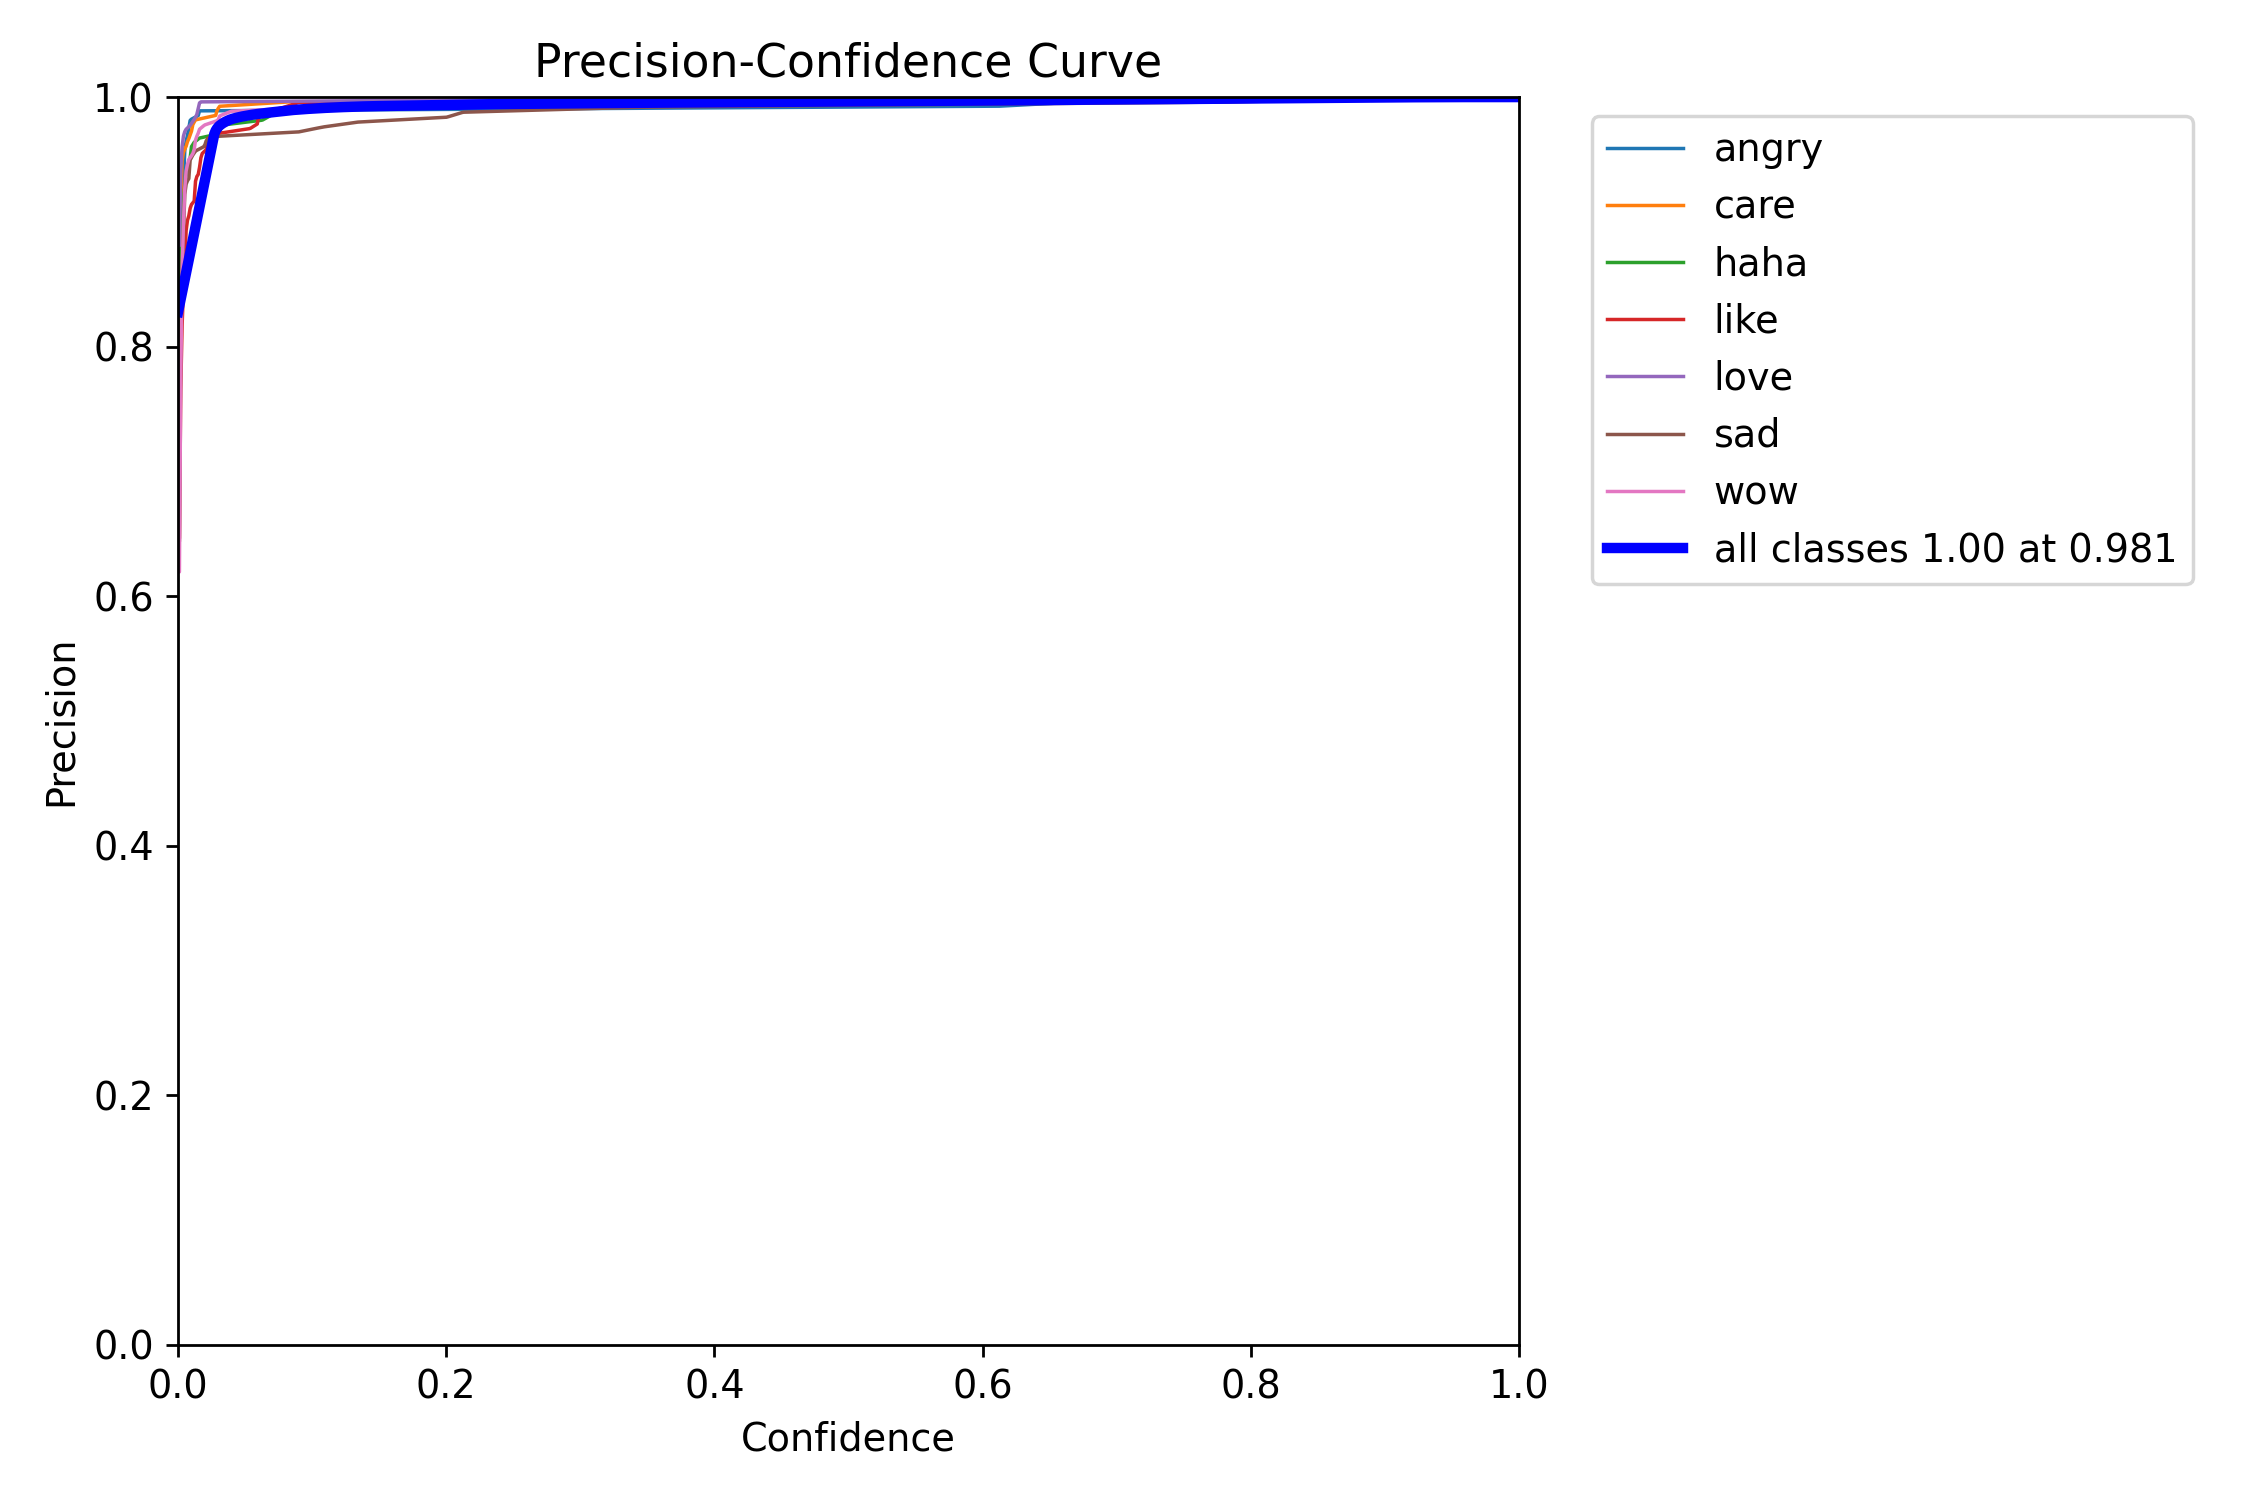 Precision-Confidence Curve
1.0
0.8
0.6
0.4
0.2
0.0
Precision
0.0 0.2 0.4 0.6 0.8 1.0
Confidence
angry
care
haha
like
love
sad
wow
all classes 1.00 at 0.981